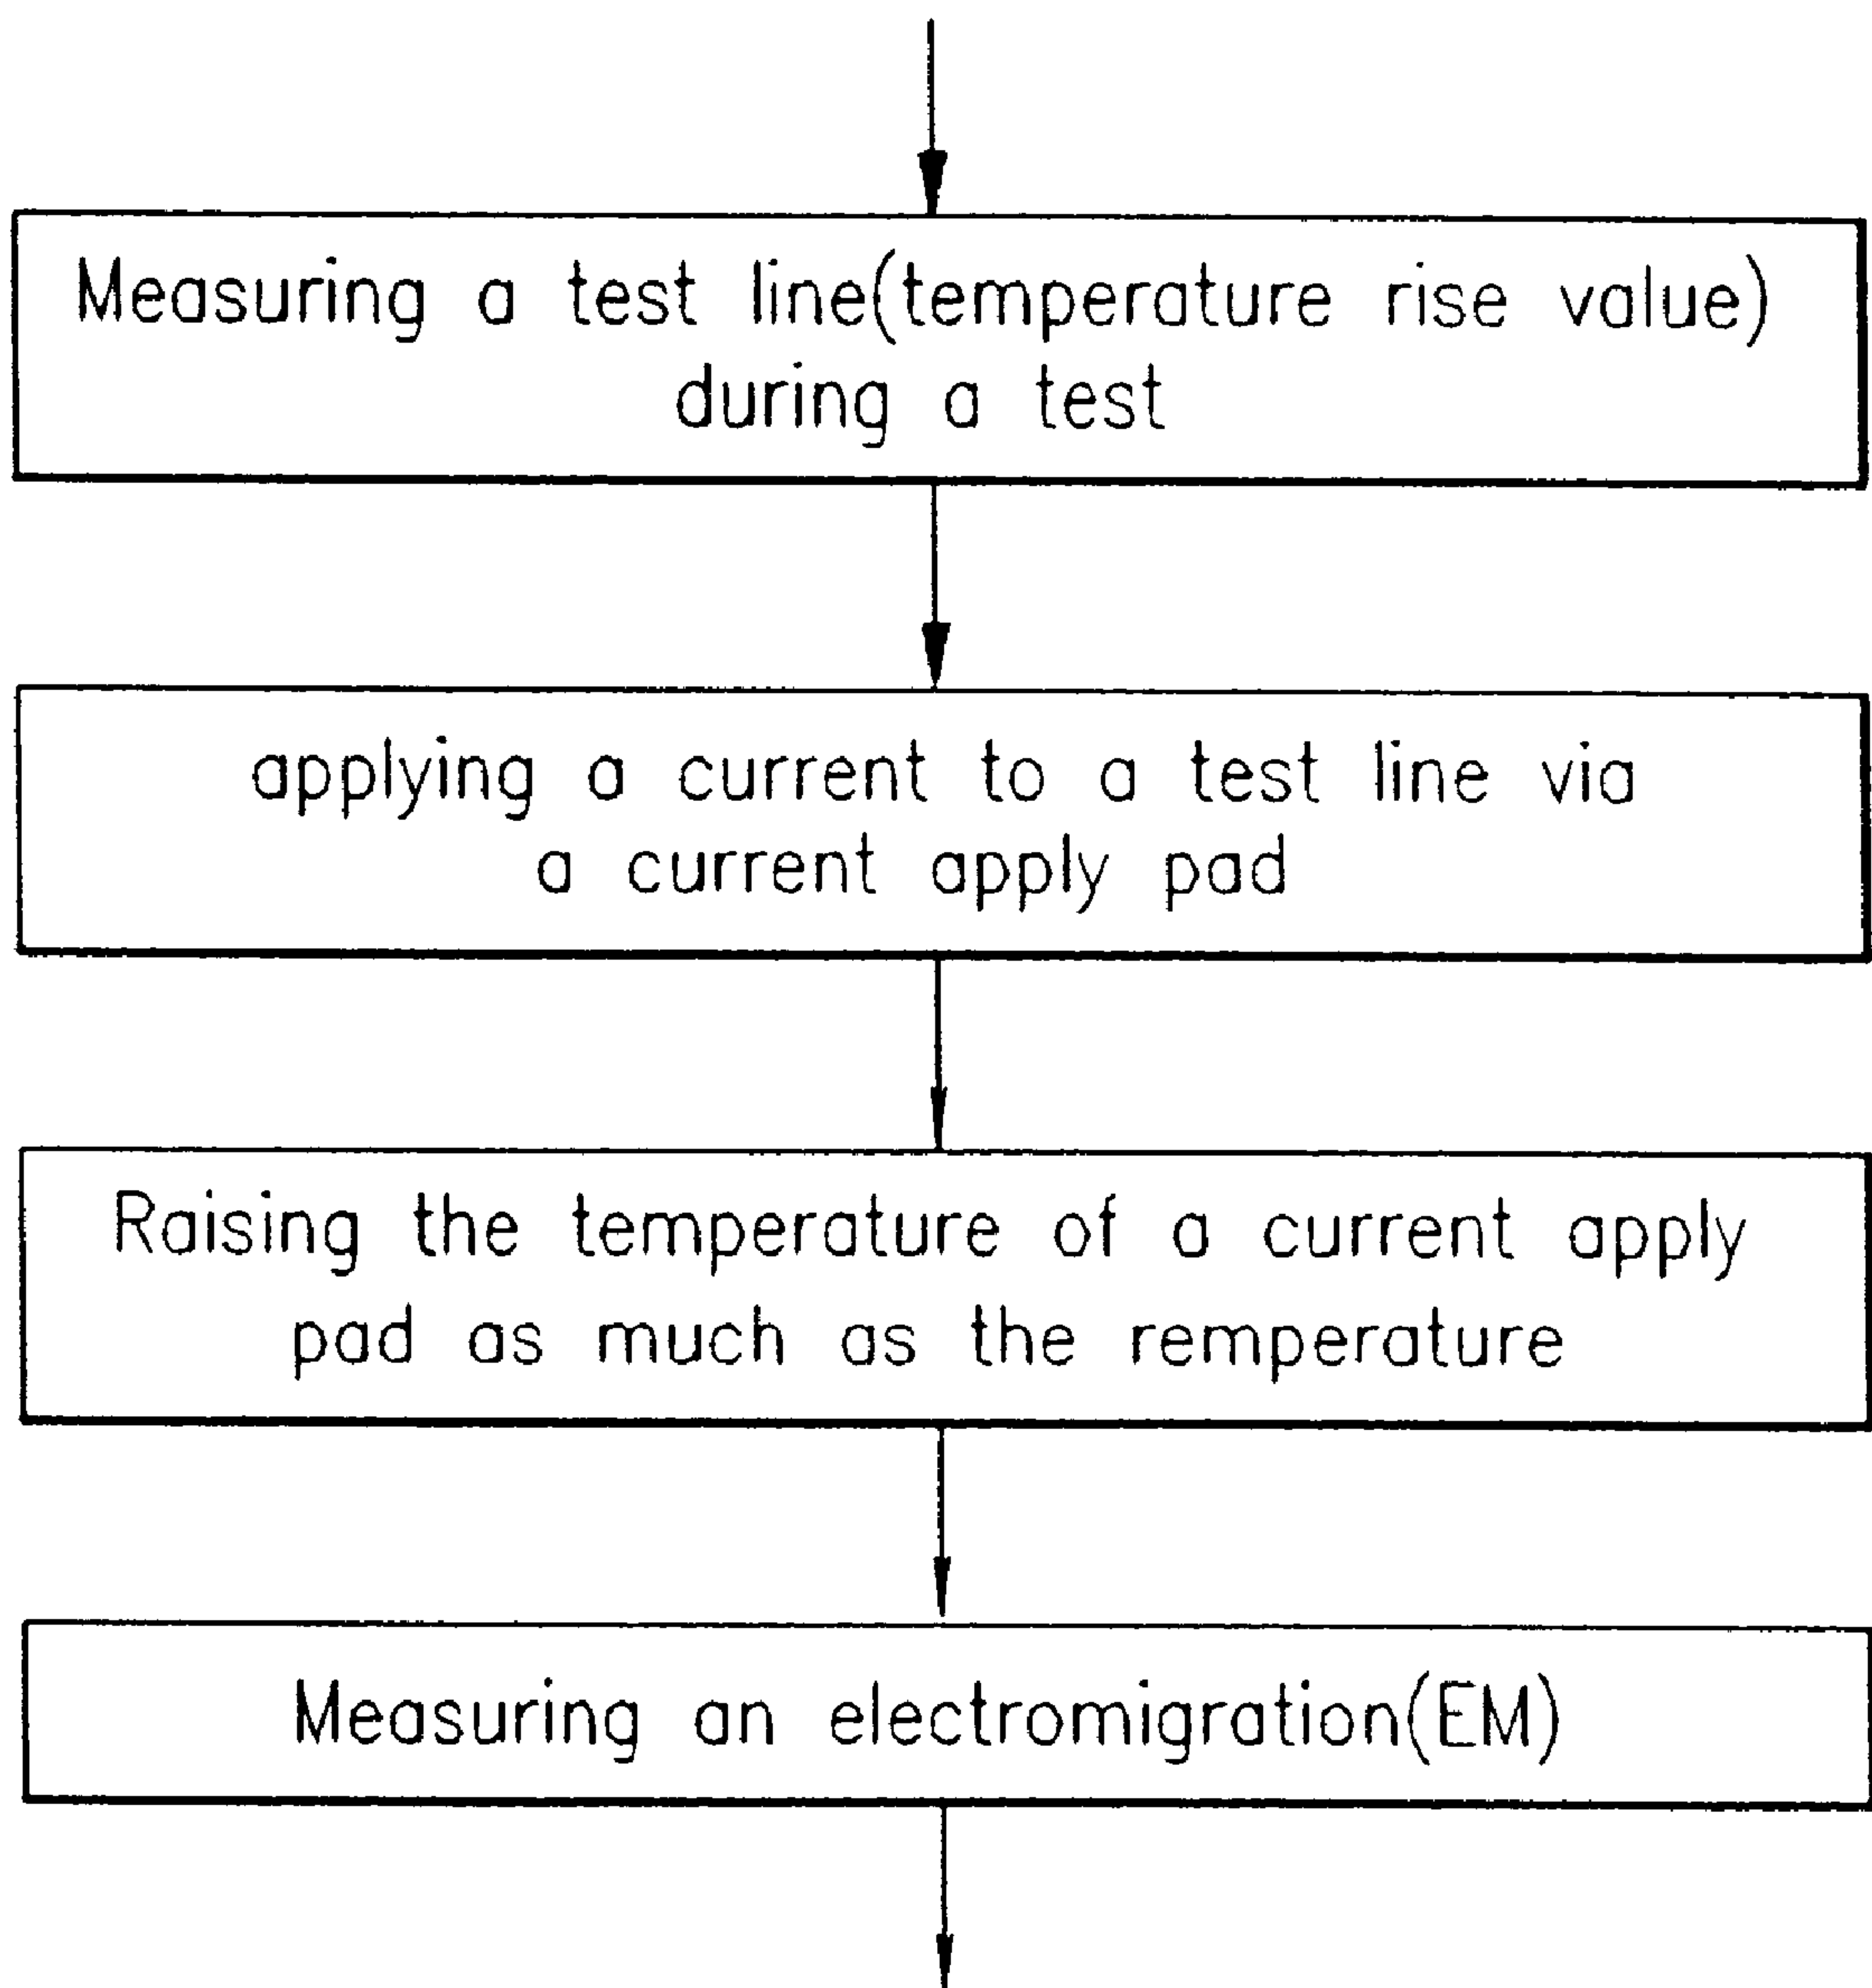 Measuring a test line(temperature rise value)
during a test
applying a current to a test line via
a current apply pad
Raising the temperature of a current apply
pad as much as the remperature
Measuring an electromigration(EM)